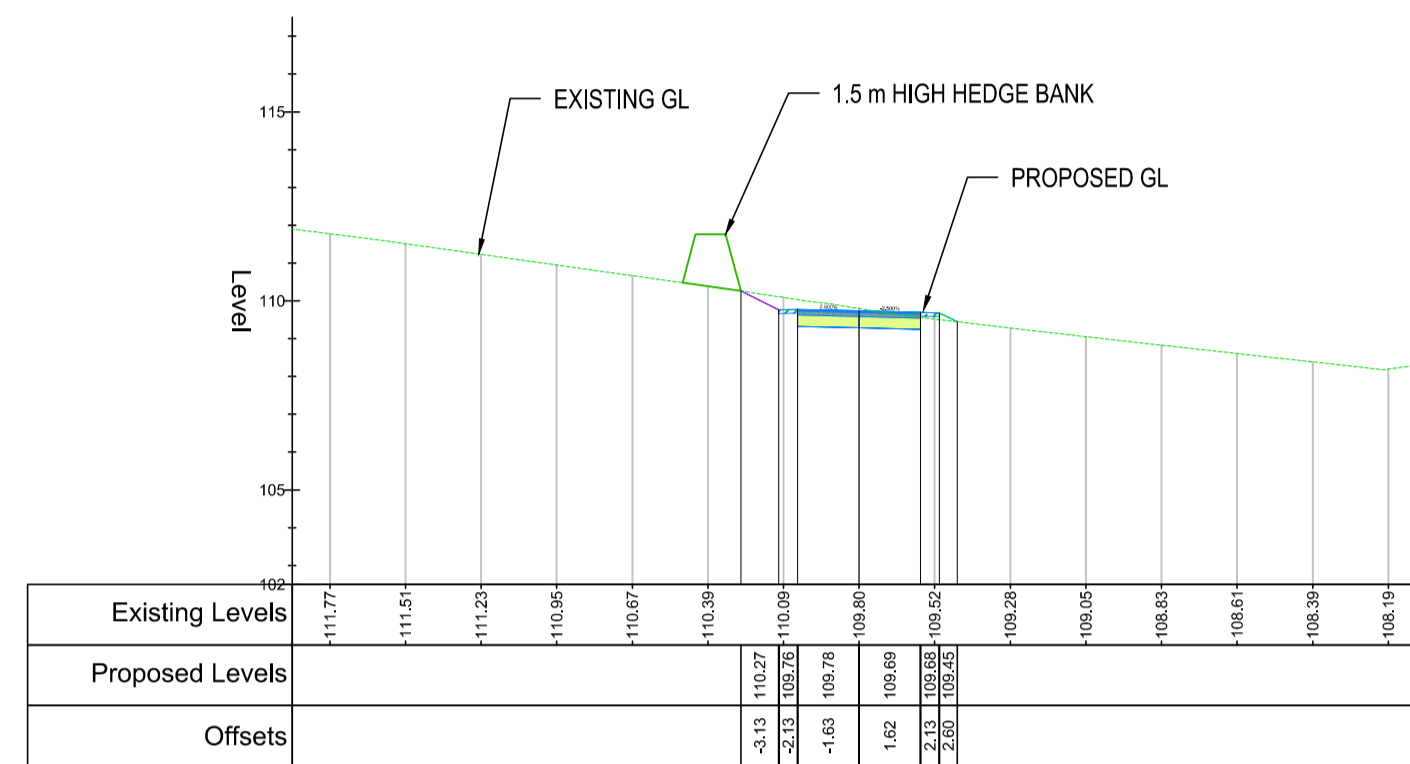 EXISTING GL
1.5 m HIGH HEDGE BANK
115
PROPOSED GL
110
Level
105
102
Existing Levels 111.77 111.51 111.23 110.95 110.67 110.39 110.09 109.80 109.52 109.28 109.05 108.83 108.61 108.39 108.19
Proposed Levels 110.27 109.76 109.78 109.69 109.68 109.45
Offsets -3.13 -2.13 -1.63 1.62 2.13 2.60